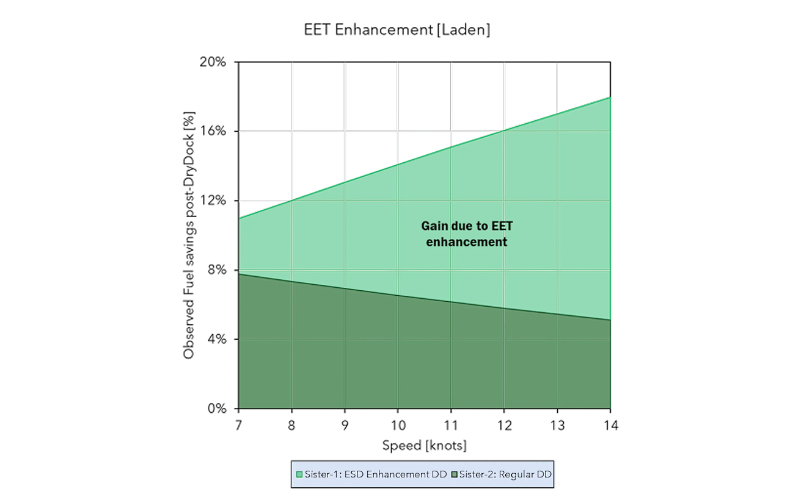 EET Enhancement [Laden]
Observed Fuel savings post-DryDock [%]
20%
16%
12%
8%
4%
0%
Gain due to EET
enhancement
7 8 9 10 11 12 13 14
Speed [knots]
Sister-1: ESD Enhancement DD Sister-2: Regular DD